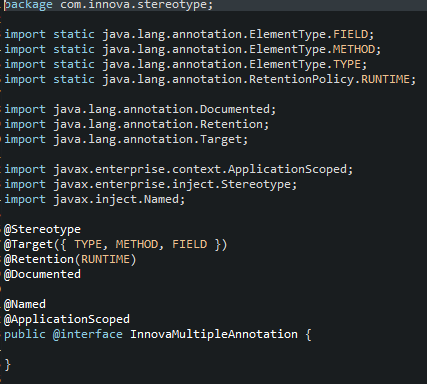 package com.innova.stereotype;
import static java.lang.annotation.ElementType.FIELD;
import static java.lang.annotation.ElementType.METHOD;
import static java.lang.annotation.ElementType.TYPE;
import static java.lang.annotation.RetentionPolicy.RUNTIME;
import java.lang.annotation.Documented;
import java.lang.annotation.Retention;
import java.lang.annotation.Target;
import javax.enterprise.context.ApplicationScoped;
import javax.enterprise.inject.Stereotype;
import javax.inject.Named;
@Stereotype
@Target({ TYPE, METHOD, FIELD })
@Retention(RUNTIME)
@Documented
@Named
@ApplicationScoped
public @interface InnovaMultipleAnnotation {
}